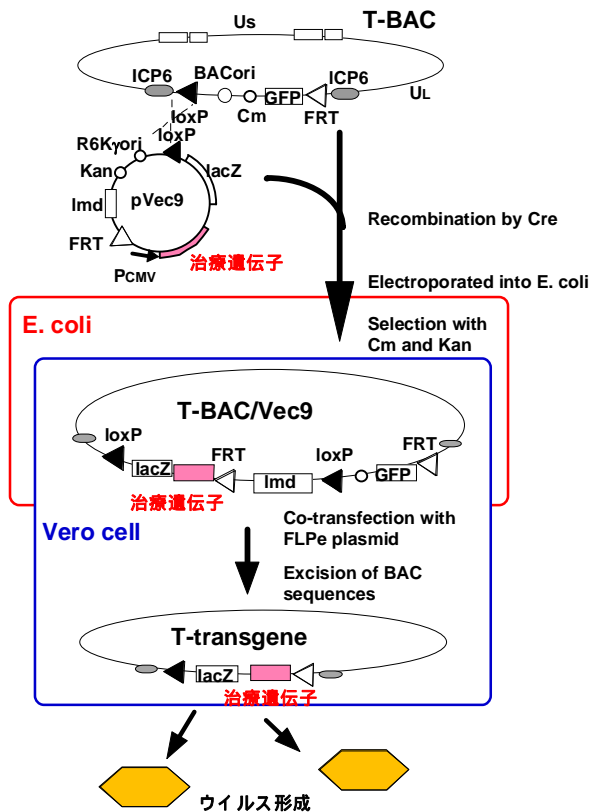 Us
T-BAC
ICP6
BACori
GFP
ICP6
UL
loxP
Cm
FRT
loxP
R6Kγori
Kan
lacZ
lmd
pVec9
FRT
PCMV
治療遺伝子
Recombination by Cre
Electroporated into E. coli
E. coli
Selection with
Cm and Kan
T-BAC/Vec9
loxP
FRT
loxP
FRT
lacZ
lmd
GFP
治療遺伝子
Vero cell
Co-transfection with
FLPe plasmid
Excision of BAC
sequences
T-transgene
lacZ
治療遺伝子
ウイルス形成